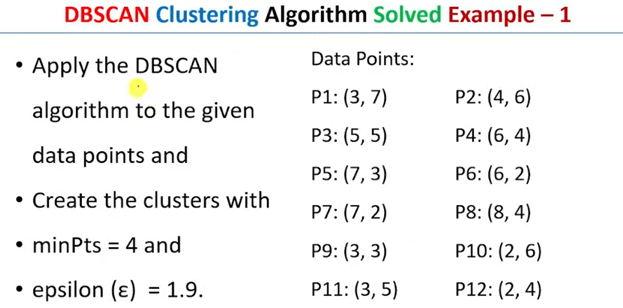 DBSCAN Clustering Algorithm Solved Example – 1
• Apply the DBSCAN
algorithm to the given
data points and
• Create the clusters with
• minPts = 4 and
• epsilon (ε) = 1.9.
Data Points:
P1: (3, 7) P2: (4, 6)
P3: (5, 5) P4: (6, 4)
P5: (7, 3) P6: (6, 2)
P7: (7, 2) P8: (8, 4)
P9: (3, 3) P10: (2, 6)
P11: (3, 5) P12: (2, 4)